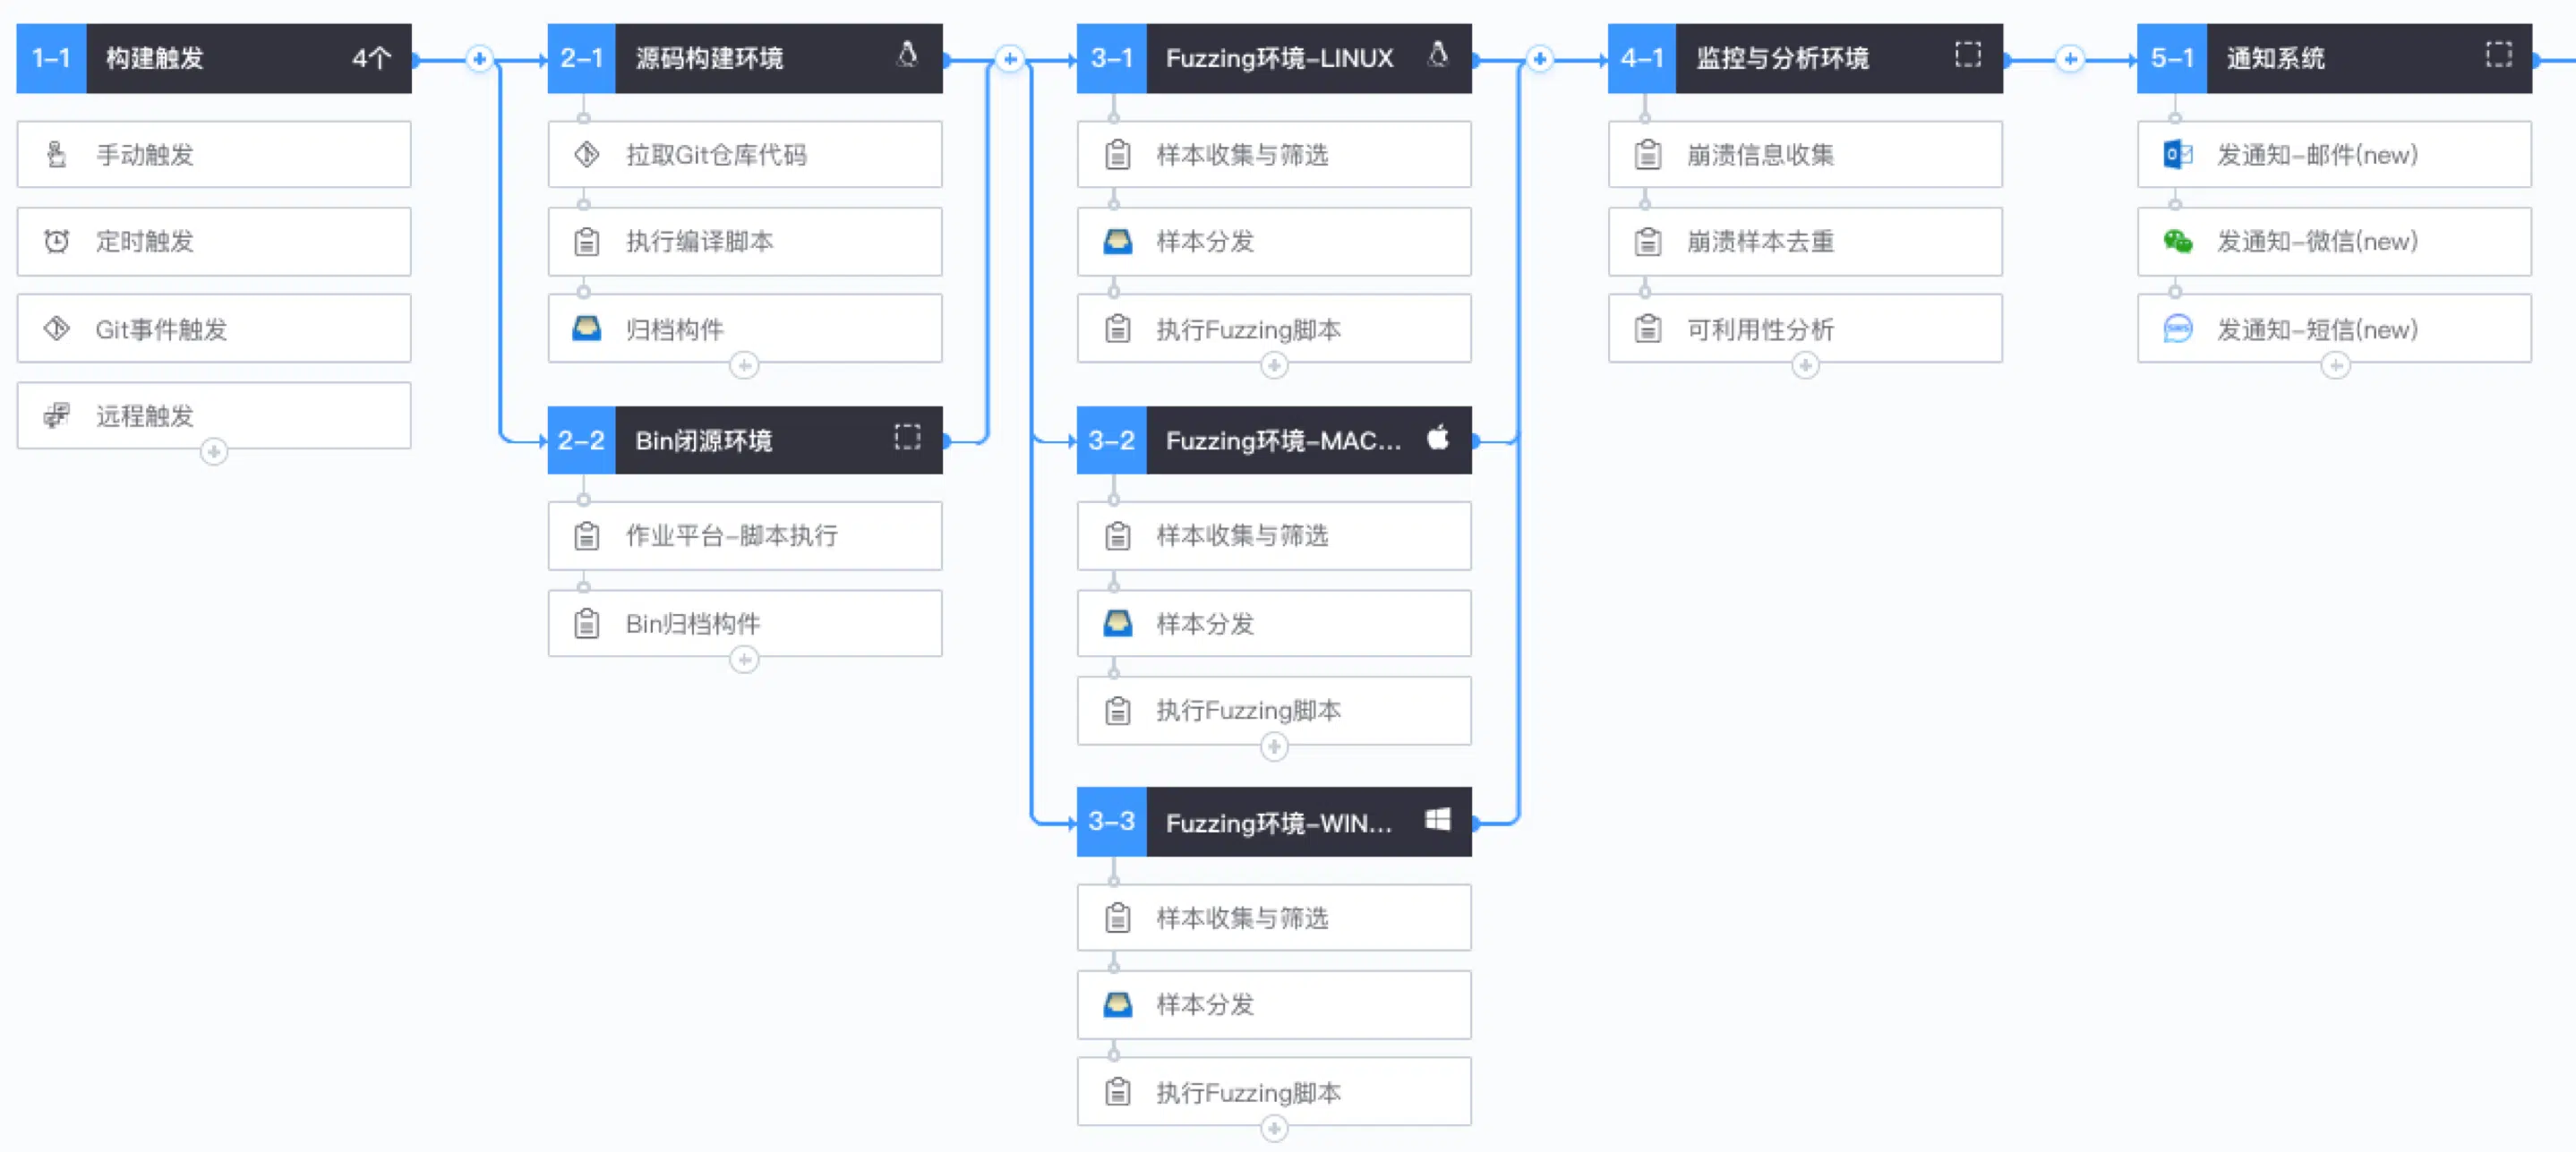 1-1 构建触发 4个
手动触发
定时触发
Git事件触发
远程触发
2-1 源码构建环境
拉取Git仓库代码
执行编译脚本
归档构件
2-2 Bin闭源环境
作业平台-脚本执行
Bin归档构件
3-1 Fuzzing环境-LINUX
样本收集与筛选
样本分发
执行Fuzzing脚本
3-2 Fuzzing环境-MAC...
样本收集与筛选
样本分发
执行Fuzzing脚本
3-3 Fuzzing环境-WIN...
样本收集与筛选
样本分发
执行Fuzzing脚本
4-1 监控与分析环境
崩溃信息收集
崩溃样本去重
可利用性分析
5-1 通知系统
发通知-邮件(new)
发通知-微信(new)
发通知-短信(new)